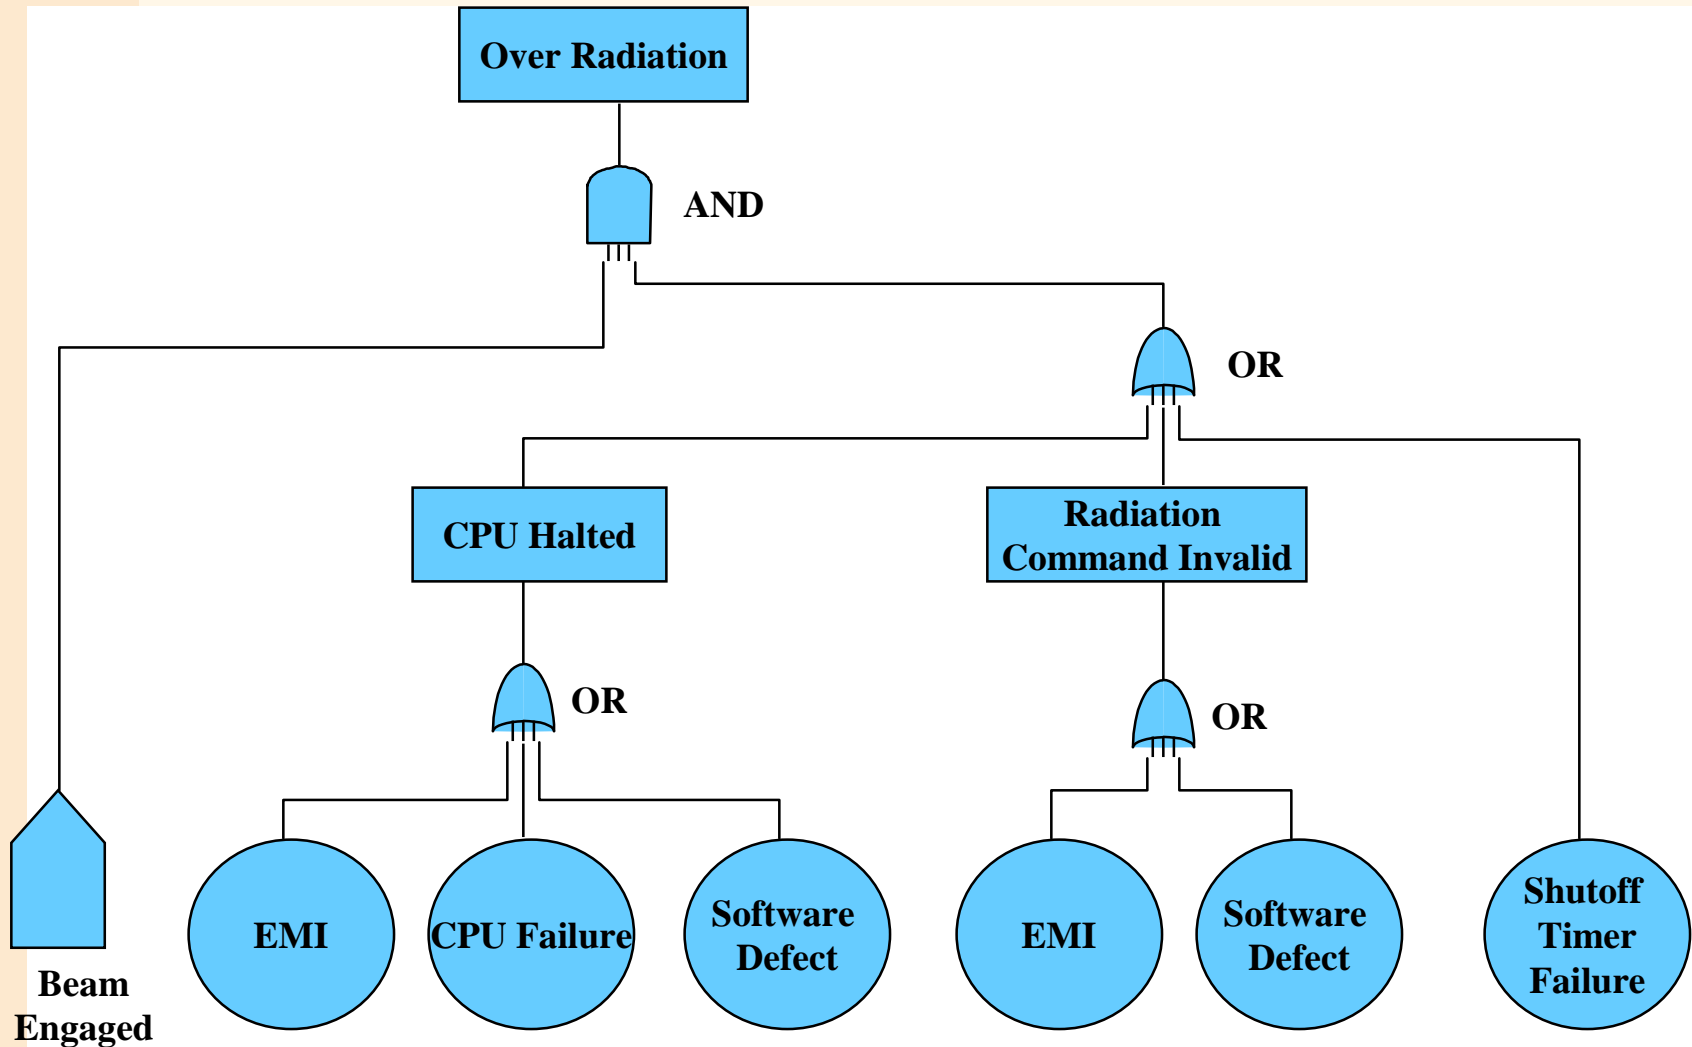 Over Radiation
AND
OR
CPU Halted
Radiation
Command Invalid
OR
OR
EMI
CPU Failure
Software
Defect
EMI
Software
Defect
Shutoff
Timer
Failure
Beam
Engaged